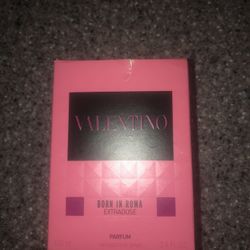 VALENTINO
BORN IN ROMA
EXTRADOSE
PARFUM